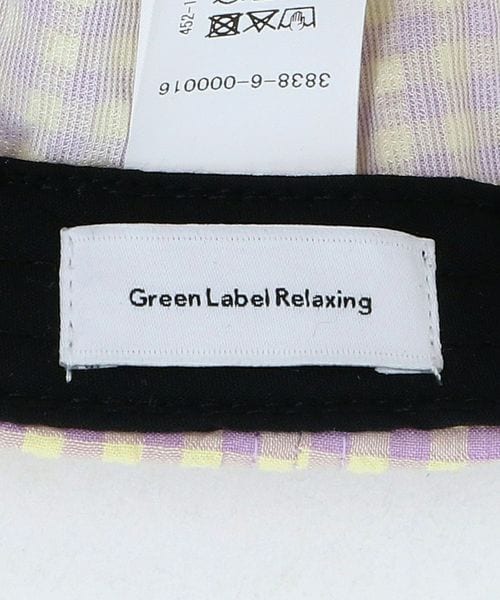 452-1
3838-6-000016
Green Label Relaxing